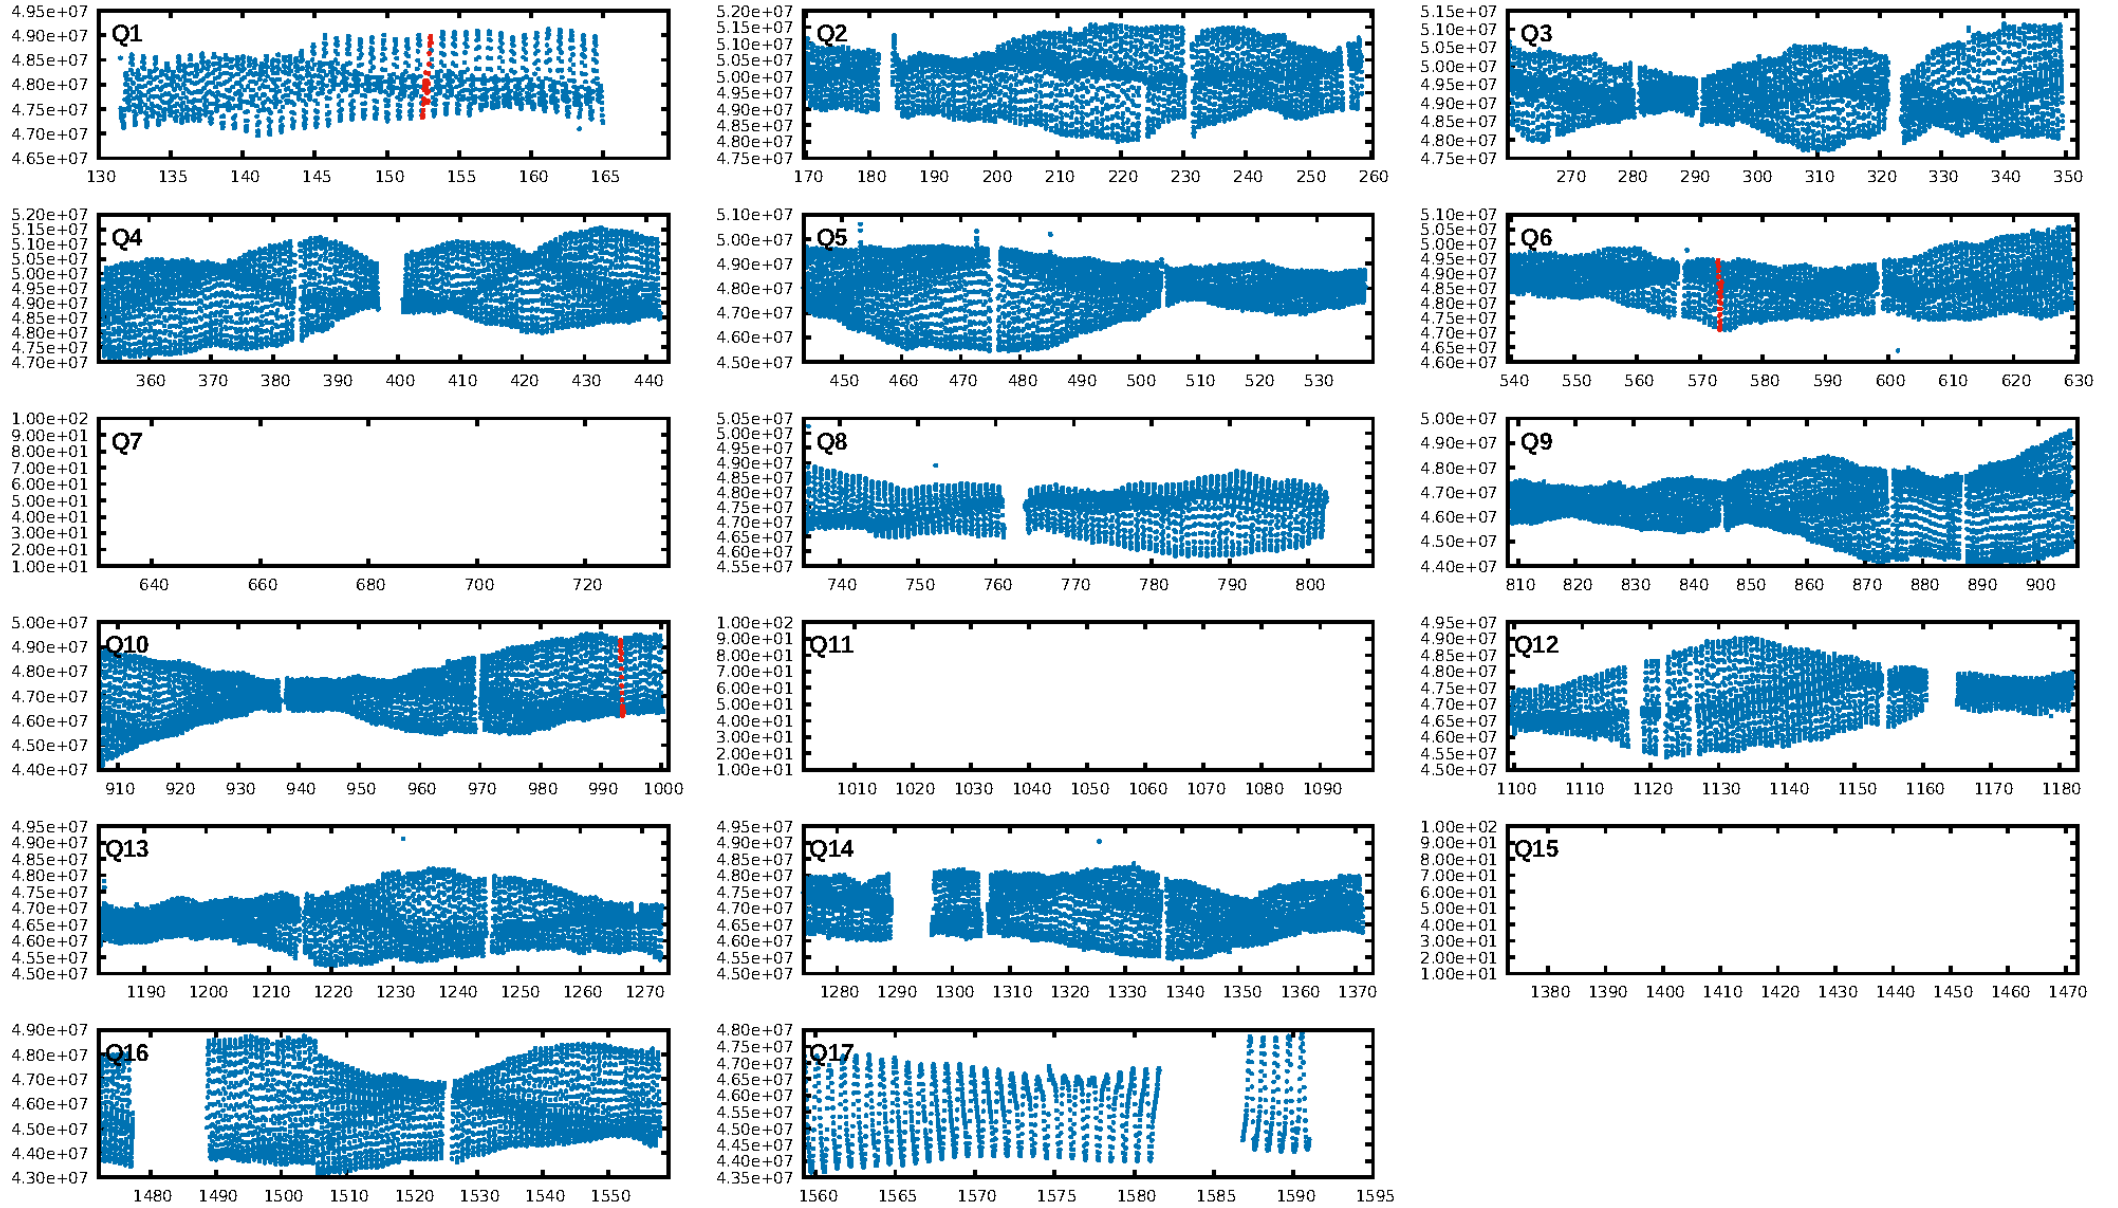 4.95e+07 4.90e+07 4.85e+07 4.80e+07 4.75e+07 4.70e+07 4.65e+07
Q1
130 135 140 145 150 155 160 165
5.20e+07 5.15e+07 5.10e+07 5.05e+07 5.00e+07 4.95e+07 4.90e+07 4.85e+07 4.80e+07 4.75e+07
Q2
170 180 190 200 210 220 230 240 250 260
5.15e+07 5.10e+07 5.05e+07 5.00e+07 4.95e+07 4.90e+07 4.85e+07 4.80e+07 4.75e+07
Q3
270 280 290 300 310 320 330 340 350
5.20e+07 5.15e+07 5.10e+07 5.05e+07 5.00e+07 4.95e+07 4.90e+07 4.85e+07 4.80e+07 4.75e+07 4.70e+07
Q4
360 370 380 390 400 410 420 430 440
5.10e+07 5.00e+07 4.90e+07 4.80e+07 4.70e+07 4.60e+07 4.50e+07
Q5
450 460 470 480 490 500 510 520 530
5.10e+07 5.05e+07 5.00e+07 4.95e+07 4.90e+07 4.85e+07 4.80e+07 4.75e+07 4.70e+07 4.65e+07 4.60e+07
Q6
540 550 560 570 580 590 600 610 620 630
1.00e+02 9.00e+01 8.00e+01 7.00e+01 6.00e+01 5.00e+01 4.00e+01 3.00e+01 2.00e+01 1.00e+01
Q7
640 660 680 700 720
5.05e+07 5.00e+07 4.95e+07 4.90e+07 4.85e+07 4.80e+07 4.75e+07 4.70e+07 4.65e+07 4.60e+07 4.55e+07
Q8
740 750 760 770 780 790 800
5.00e+07 4.90e+07 4.80e+07 4.70e+07 4.60e+07 4.50e+07 4.40e+07
Q9
810 820 830 840 850 860 870 880 890 900
5.00e+07 4.90e+07 4.80e+07 4.70e+07 4.60e+07 4.50e+07 4.40e+07
Q10
910 920 930 940 950 960 970 980 990 1000
1.00e+02 9.00e+01 8.00e+01 7.00e+01 6.00e+01 5.00e+01 4.00e+01 3.00e+01 2.00e+01 1.00e+01
Q11
1010 1020 1030 1040 1050 1060 1070 1080 1090
4.95e+07 4.90e+07 4.85e+07 4.80e+07 4.75e+07 4.70e+07 4.65e+07 4.60e+07 4.55e+07 4.50e+07
Q12
1100 1110 1120 1130 1140 1150 1160 1170 1180
4.95e+07 4.90e+07 4.85e+07 4.80e+07 4.75e+07 4.70e+07 4.65e+07 4.60e+07 4.55e+07 4.50e+07
Q13
1190 1200 1210 1220 1230 1240 1250 1260 1270
4.95e+07 4.90e+07 4.85e+07 4.80e+07 4.75e+07 4.70e+07 4.65e+07 4.60e+07 4.55e+07 4.50e+07
Q14
1280 1290 1300 1310 1320 1330 1340 1350 1360 1370
1.00e+02 9.00e+01 8.00e+01 7.00e+01 6.00e+01 5.00e+01 4.00e+01 3.00e+01 2.00e+01 1.00e+01
Q15
1380 1390 1400 1410 1420 1430 1440 1450 1460 1470
4.90e+07 4.80e+07 4.70e+07 4.60e+07 4.50e+07 4.40e+07 4.30e+07
Q16
1480 1490 1500 1510 1520 1530 1540 1550
4.80e+07 4.75e+07 4.70e+07 4.65e+07 4.60e+07 4.55e+07 4.50e+07 4.45e+07 4.40e+07 4.35e+07
Q17
1560 1565 1570 1575 1580 1585 1590 1595